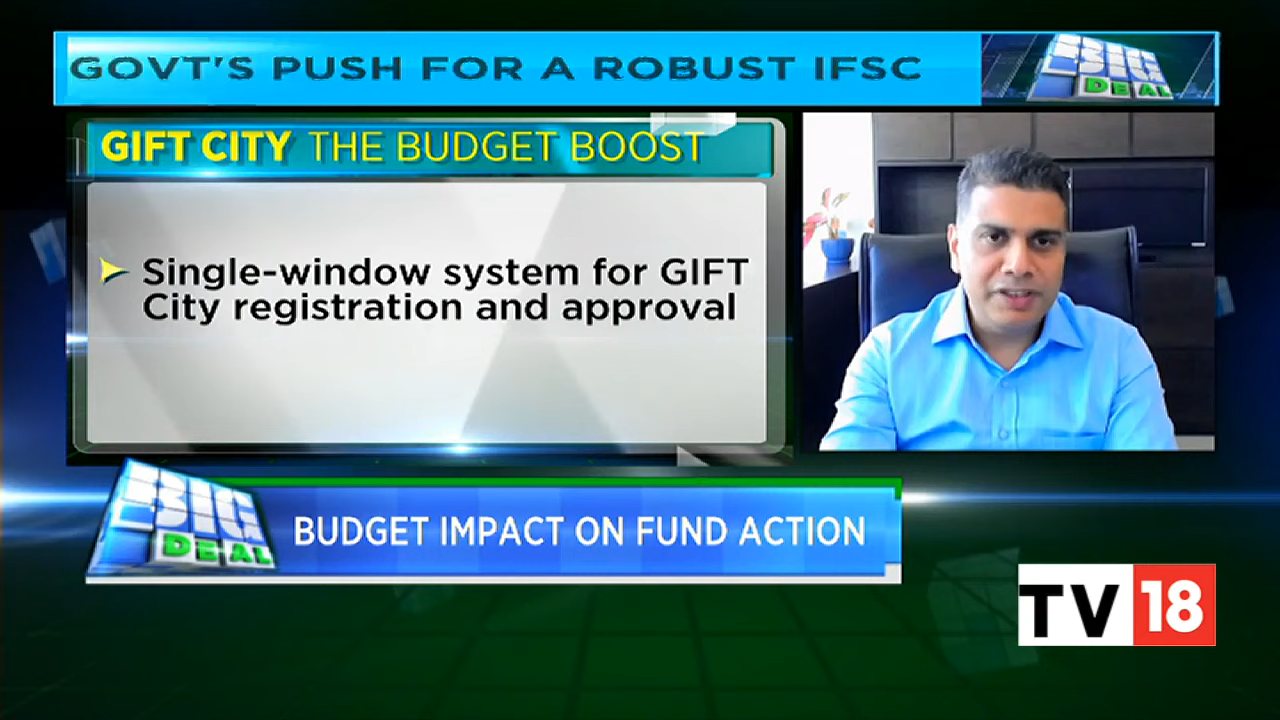 GOVT'S PUSH FOR A ROBUST IFSC
BIG
DEAL
GIFT CITY THE BUDGET BOOST
Single-window system for GIFT
City registration and approval
BIG
DEAL
BUDGET IMPACT ON FUND ACTION
TV18